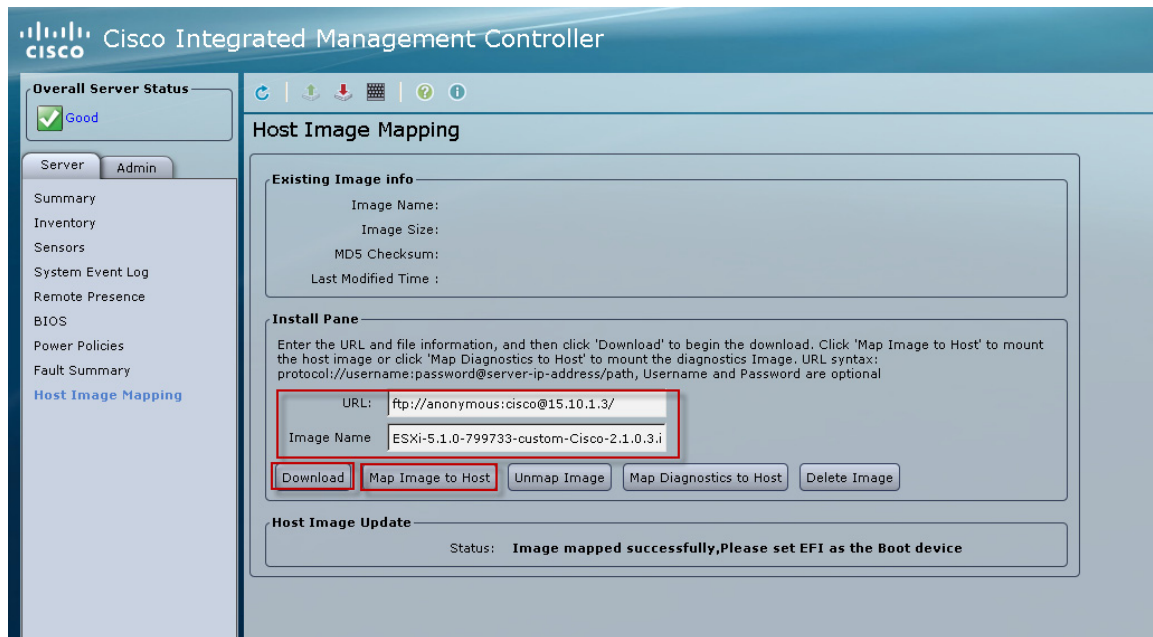 CISCO Cisco Integrated Management Controller
Overall Server Status
Good
Server Admin
Summary
Inventory
Sensors
System Event Log
Remote Presence
BIOS
Power Policies
Fault Summary
Host Image Mapping
Host Image Mapping
Existing Image info
Image Name:
Image Size:
MD5 Checksum:
Last Modified Time :
Install Pane
Enter the URL and file information, and then click 'Download' to begin the download. Click 'Map Image to Host' to mount
the host image or click 'Map Diagnostics to Host' to mount the diagnostics Image. URL syntax:
protocol://username:password@server-ip-address/path, Username and Password are optional
URL: ftp://anonymous:cisco@15.10.1.3/
Image Name ESXi-5.1.0-799733-custom-Cisco-2.1.0.3.i
Download Map Image to Host Unmap Image Map Diagnostics to Host Delete Image
Host Image Update
Status: Image mapped successfully,Please set EFI as the Boot device